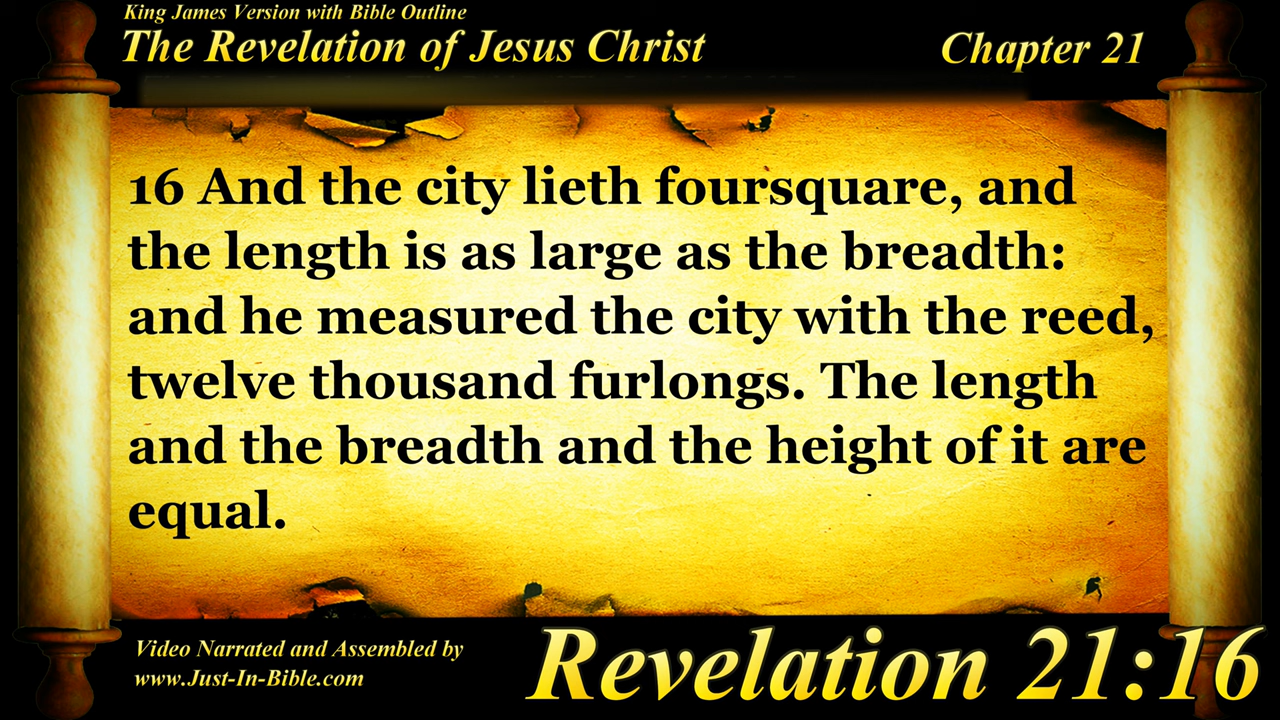 King James Version with Bible Outline
The Revelation of Jesus Christ
Chapter 21
16 And the city lieth foursquare, and
the length is as large as the breadth:
and he measured the city with the reed,
twelve thousand furlongs. The length
and the breadth and the height of it are
equal.
Video Narrated and Assembled by
www.Just-In-Bible.com
Revelation 21:16